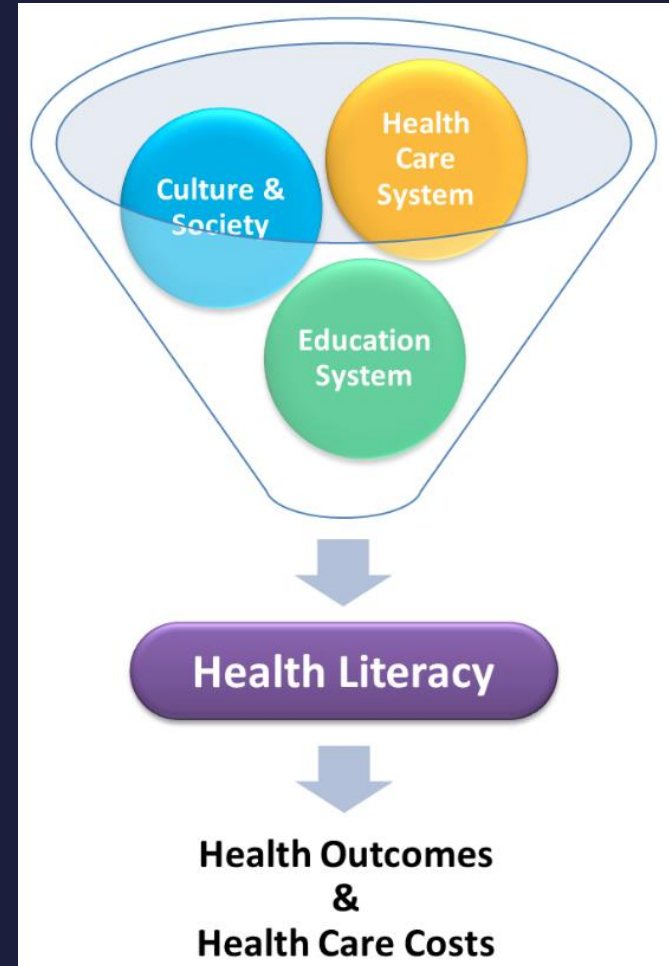 Health
Care
System
Culture &
Society
Education
System
Health Literacy
Health Outcomes
&
Health Care Costs